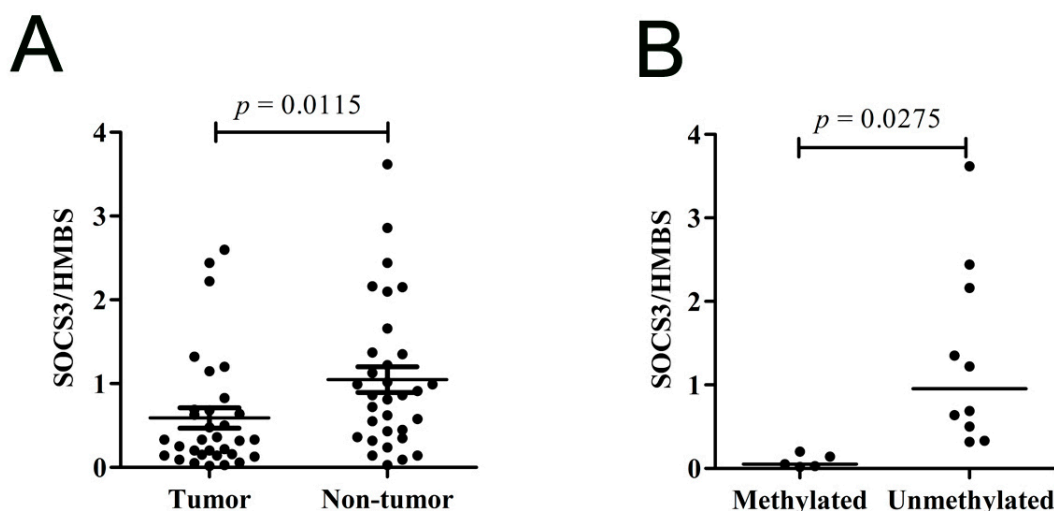 A
p = 0.0115
SOCS3/HMBS
4
3
2
1
0
Tumor Non-tumor
B
p = 0.0275
SOCS3/HMBS
4
3
2
1
0
Methylated Unmethylated